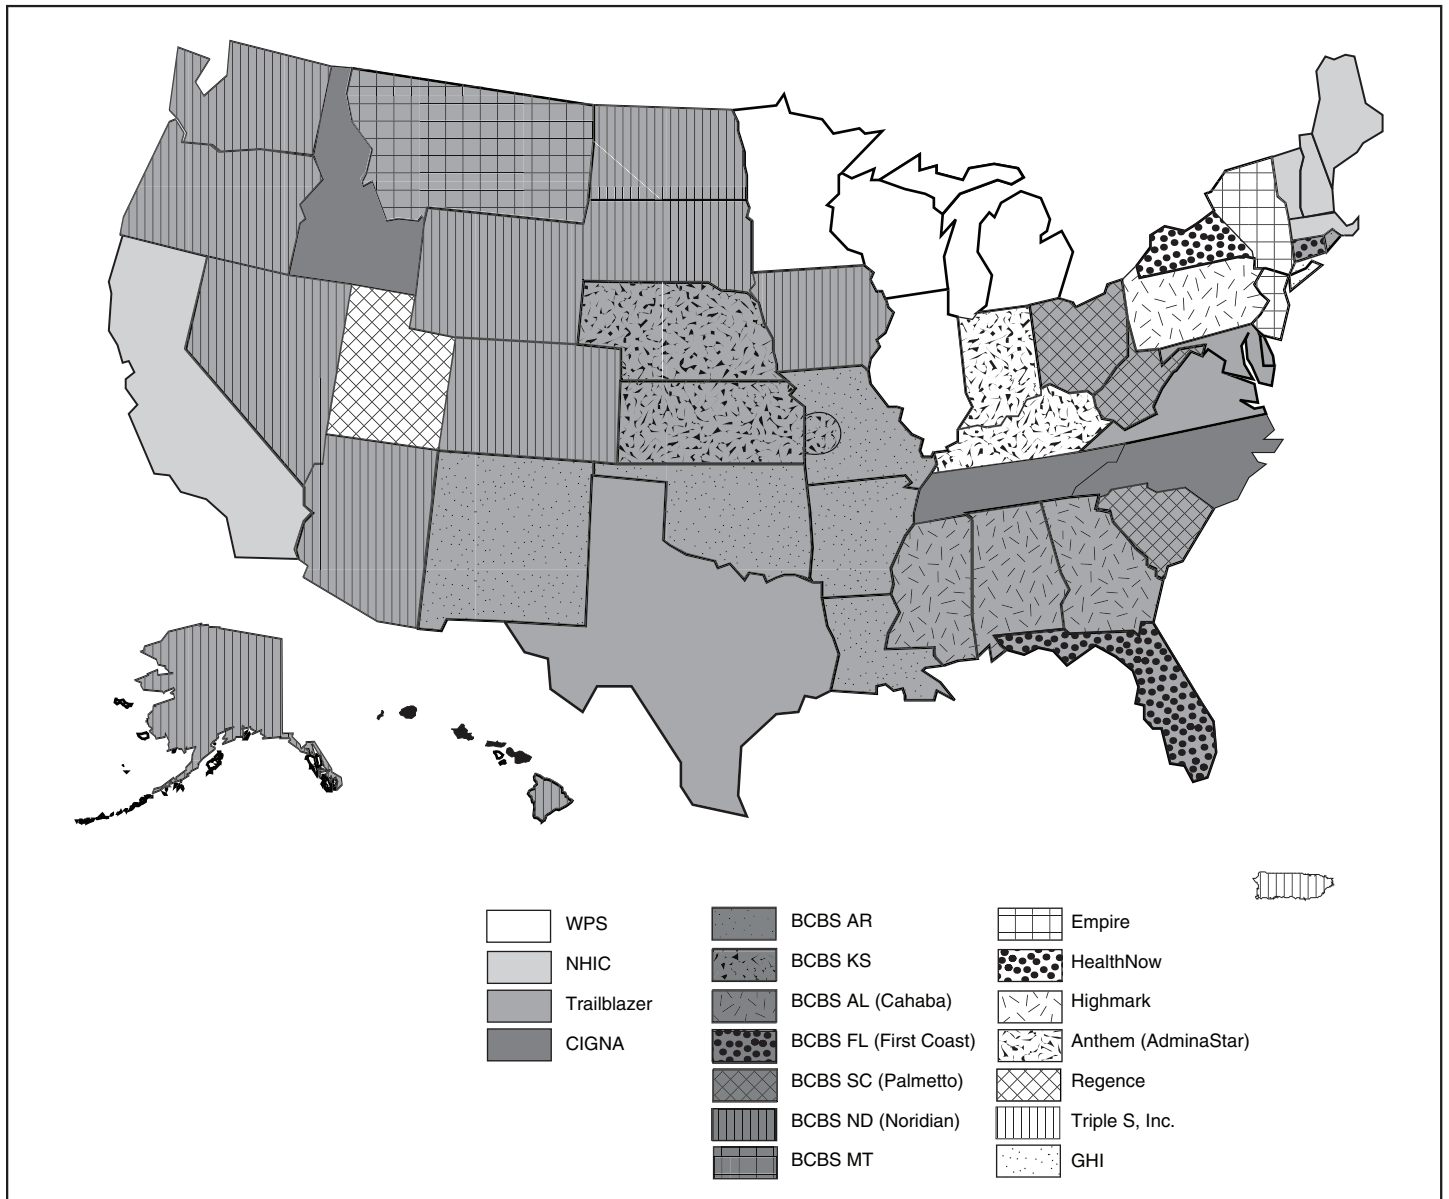 WPS
NHIC
Trailblazer
CIGNA
BCBS AR
BCBS KS
BCBS AL (Cahaba)
BCBS FL (First Coast)
BCBS SC (Palmetto)
BCBS ND (Noridian)
BCBS MT
Empire
HealthNow
Highmark
Anthem (AdminaStar)
Regence
Triple S, Inc.
GHI